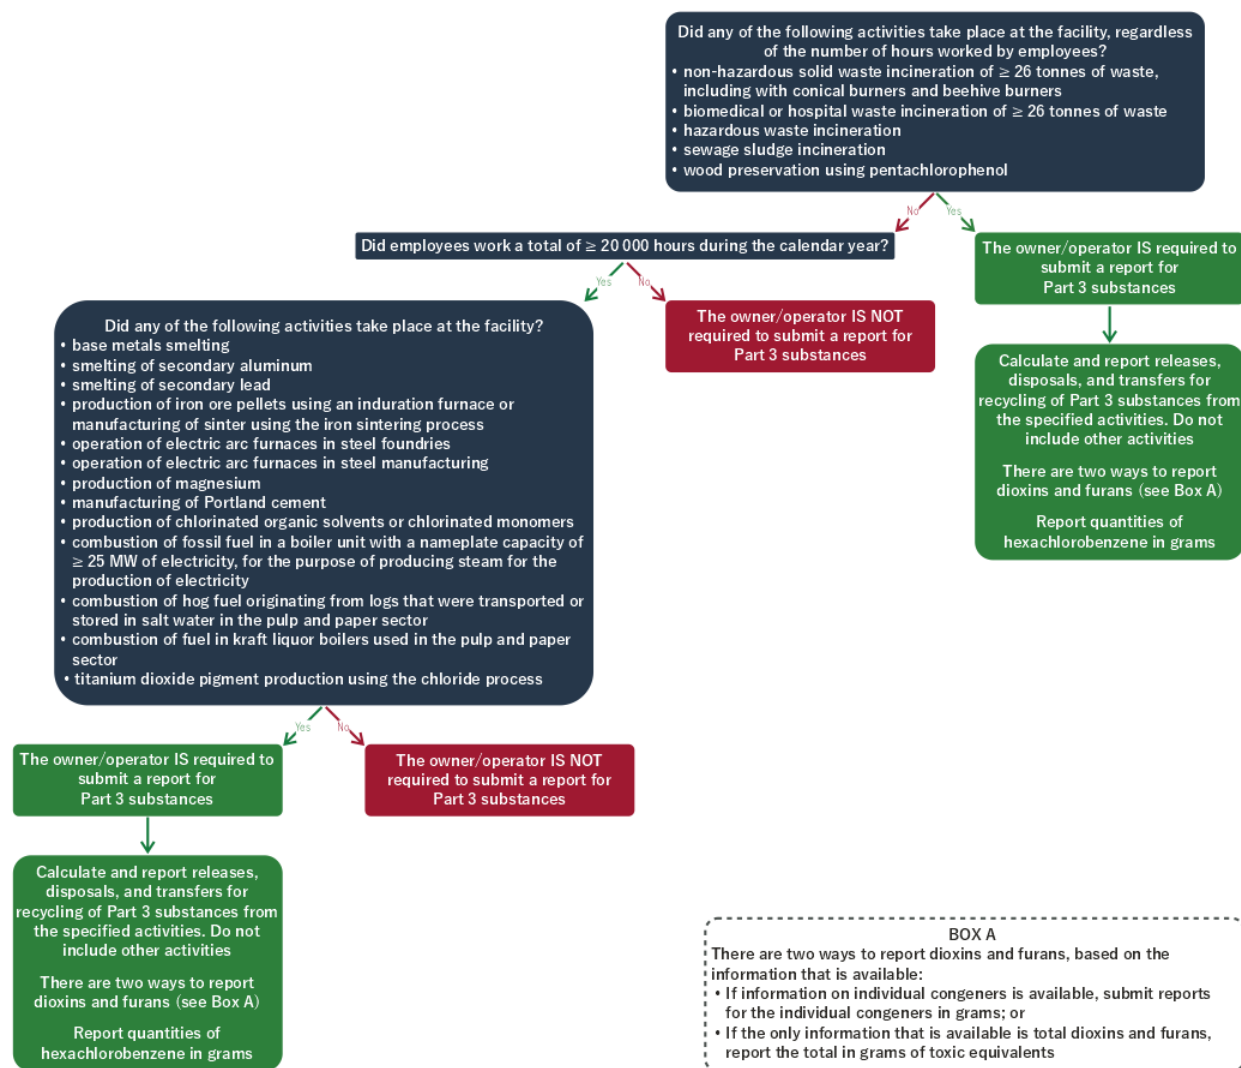 Did any of the following activities take place at the facility, regardless
of the number of hours worked by employees?
• non-hazardous solid waste incineration of ≥ 26 tonnes of waste,
including with conical burners and beehive burners
• biomedical or hospital waste incineration of ≥ 26 tonnes of waste
• hazardous waste incineration
• sewage sludge incineration
• wood preservation using pentachlorophenol
No
Yes
Did employees work a total of ≥ 20 000 hours during the calendar year?
The owner/operator IS required to
submit a report for
Part 3 substances
Yes
No
Did any of the following activities take place at the facility?
• base metals smelting
• smelting of secondary aluminum
• smelting of secondary lead
• production of iron ore pellets using an induration furnace or
manufacturing of sinter using the iron sintering process
• operation of electric arc furnaces in steel foundries
• operation of electric arc furnaces in steel manufacturing
• production of magnesium
• manufacturing of Portland cement
• production of chlorinated organic solvents or chlorinated monomers
• combustion of fossil fuel in a boiler unit with a nameplate capacity of
≥ 25 MW of electricity, for the purpose of producing steam for the
production of electricity
• combustion of hog fuel originating from logs that were transported or
stored in salt water in the pulp and paper sector
• combustion of fuel in kraft liquor boilers used in the pulp and paper
sector
• titanium dioxide pigment production using the chloride process
The owner/operator IS NOT
required to submit a report for
Part 3 substances
Calculate and report releases,
disposals, and transfers for
recycling of Part 3 substances from
the specified activities. Do not
include other activities
There are two ways to report
dioxins and furans (see Box A)
Report quantities of
hexachlorobenzene in grams
Yes
No
The owner/operator IS required to
submit a report for
Part 3 substances
The owner/operator IS NOT
required to submit a report for
Part 3 substances
Calculate and report releases,
disposals, and transfers for
recycling of Part 3 substances from
the specified activities. Do not
include other activities
There are two ways to report
dioxins and furans (see Box A)
Report quantities of
hexachlorobenzene in grams
BOX A
There are two ways to report dioxins and furans, based on the
information that is available:
• If information on individual congeners is available, submit reports
for the individual congeners in grams; or
• If the only information that is available is total dioxins and furans,
report the total in grams of toxic equivalents